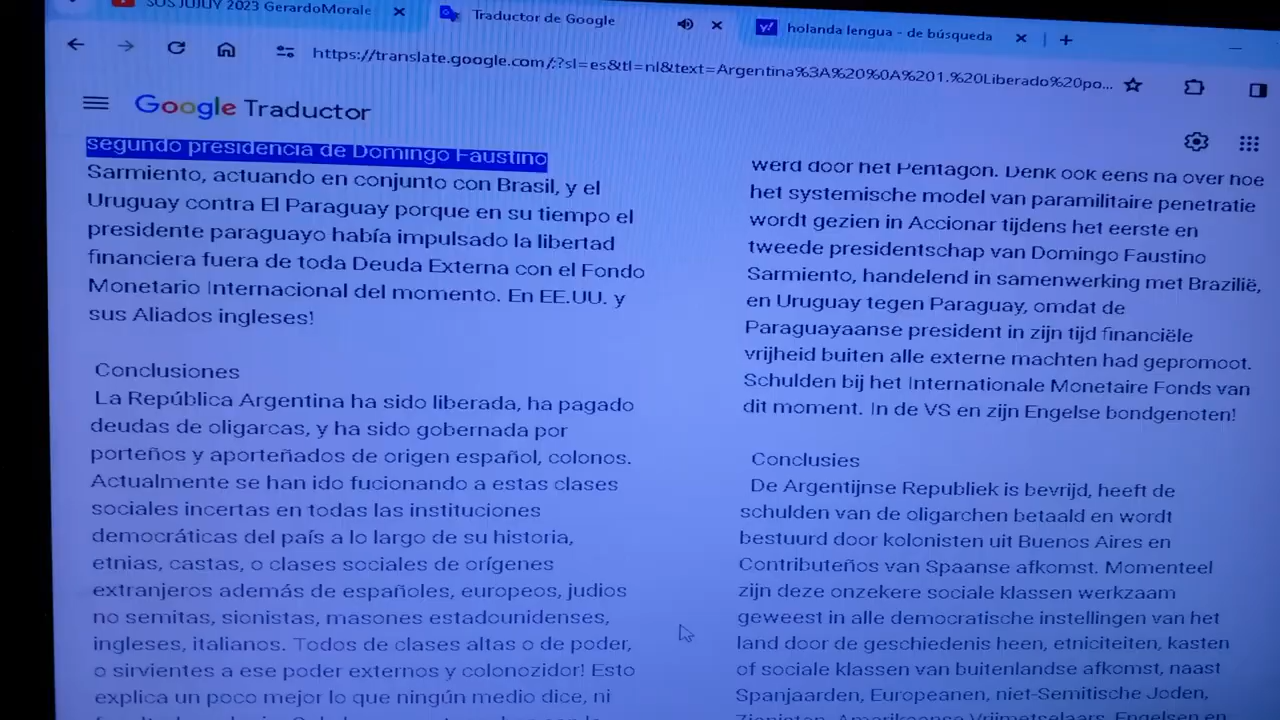 SOS JUJUY 2023 GerardoMorale
Traductor de Google
holanda lengua - de búsqueda
https://translate.google.com/?sl=es&tl=nl&text=Argentina%3A%20%0A%201.%20Liberado%20po...
Google Traductor
segundo presidencia de Domingo Faustino
Sarmiento, actuando en conjunto con Brasil, y el
Uruguay contra El Paraguay porque en su tiempo el
presidente paraguayo había impulsado la libertad
financiera fuera de toda Deuda Externa con el Fondo
Monetario Internacional del momento. En EE.UU. y
sus Aliados ingleses!
Conclusiones
La República Argentina ha sido liberada, ha pagado
deudas de oligarcas, y ha sido gobernada por
porteños y aporteñados de origen español, colonos.
Actualmente se han ido fucionando a estas clases
sociales incertas en todas las instituciones
democráticas del país a lo largo de su historia,
etnias, castas, o clases sociales de orígenes
extranjeros además de españoles, europeos, judios
no semitas, sionistas, masones estadounidenses,
ingleses, italianos. Todos de clases altas o de poder,
o sirvientes a ese poder externos y colonozidor! Esto
explica un poco mejor lo que ningún medio dice, ni
werd door het Pentagon. Denk ook eens na over hoe
het systemische model van paramilitaire penetratie
wordt gezien in Accionar tijdens het eerste en
tweede presidentschap van Domingo Faustino
Sarmiento, handelend in samenwerking met Brazilië,
en Uruguay tegen Paraguay, omdat de
Paraguayaanse president in zijn tijd financiële
vrijheid buiten alle externe machten had gepromoot.
Schulden bij het Internationale Monetaire Fonds van
dit moment. In de VS en zijn Engelse bondgenoten!
Conclusies
De Argentijnse Republiek is bevrijd, heeft de
schulden van de oligarchen betaald en wordt
bestuurd door kolonisten uit Buenos Aires en
Contributeños van Spaanse afkomst. Momenteel
zijn deze onzekere sociale klassen werkzaam
geweest in alle democratische instellingen van het
land door de geschiedenis heen, etniciteiten, kasten
of sociale klassen van buitenlandse afkomst, naast
Spanjaarden, Europeanen, niet-Semitische Joden,
Zionisten, Amerikaanse Vrijmetselaars, Engelsen en